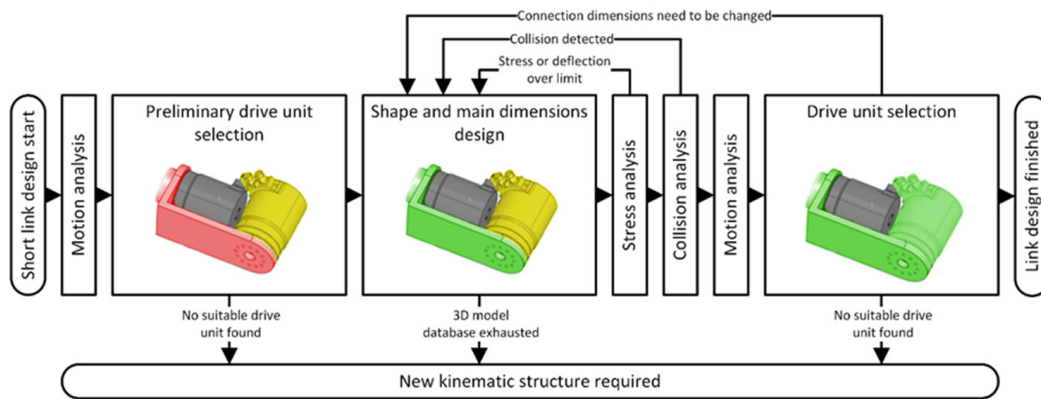 Connection dimensions need to be changed
Collision detected
Stress or deflection
over limit
Short link design start
Motion analysis
Preliminary drive unit
selection
Shape and main dimensions
design
Stress analysis
Collision analysis
Motion analysis
Drive unit selection
Link design finished
No suitable drive
unit found
3D model
database exhausted
No suitable drive
unit found
New kinematic structure required